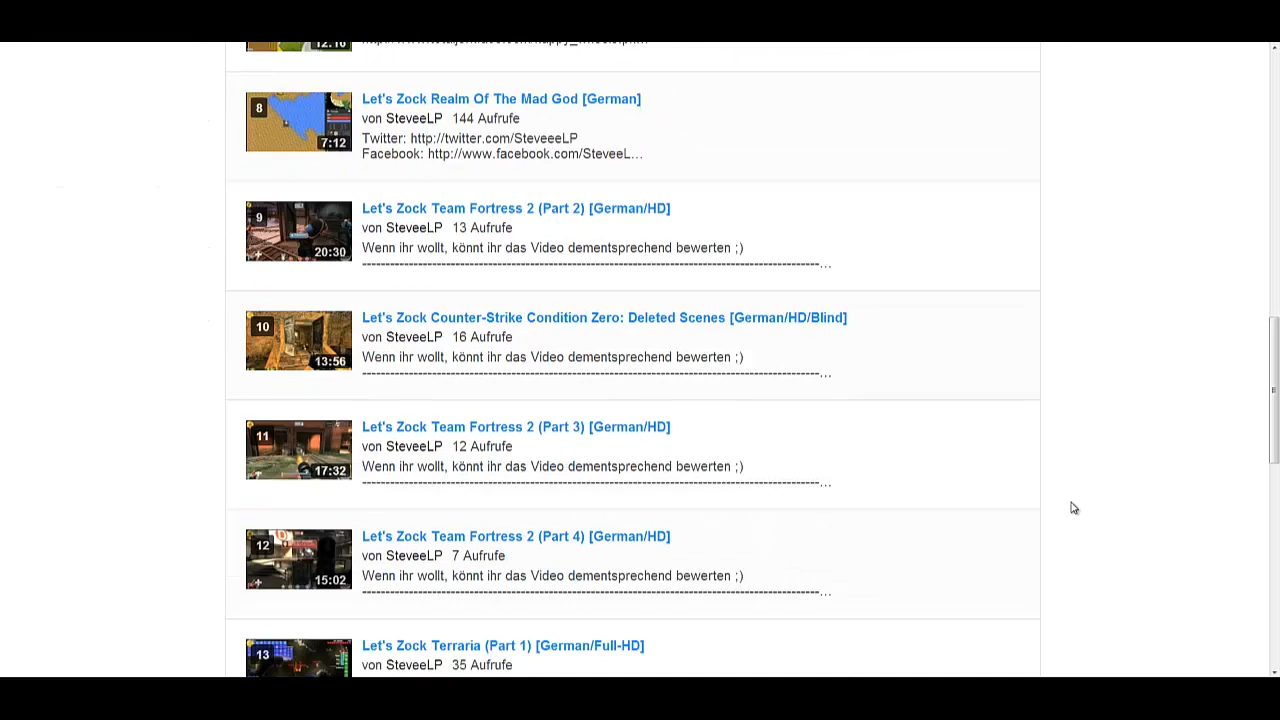 12:16
8
7:12
Let's Zock Realm Of The Mad God [German]
von SteveeLP 144 Aufrufe
Twitter: http://twitter.com/SteveeeLP
Facebook: http://www.facebook.com/SteveeL...
9
20:30
Let's Zock Team Fortress 2 (Part 2) [German/HD]
von SteveeLP 13 Aufrufe
Wenn ihr wollt, könnt ihr das Video dementsprechend bewerten ;)
10
13:56
Let's Zock Counter-Strike Condition Zero: Deleted Scenes [German/HD/Blind]
von SteveeLP 16 Aufrufe
Wenn ihr wollt, könnt ihr das Video dementsprechend bewerten ;)
11
17:32
Let's Zock Team Fortress 2 (Part 3) [German/HD]
von SteveeLP 12 Aufrufe
Wenn ihr wollt, könnt ihr das Video dementsprechend bewerten ;)
12
15:02
Let's Zock Team Fortress 2 (Part 4) [German/HD]
von SteveeLP 7 Aufrufe
Wenn ihr wollt, könnt ihr das Video dementsprechend bewerten ;)
13
Let's Zock Terraria (Part 1) [German/Full-HD]
von SteveeLP 35 Aufrufe